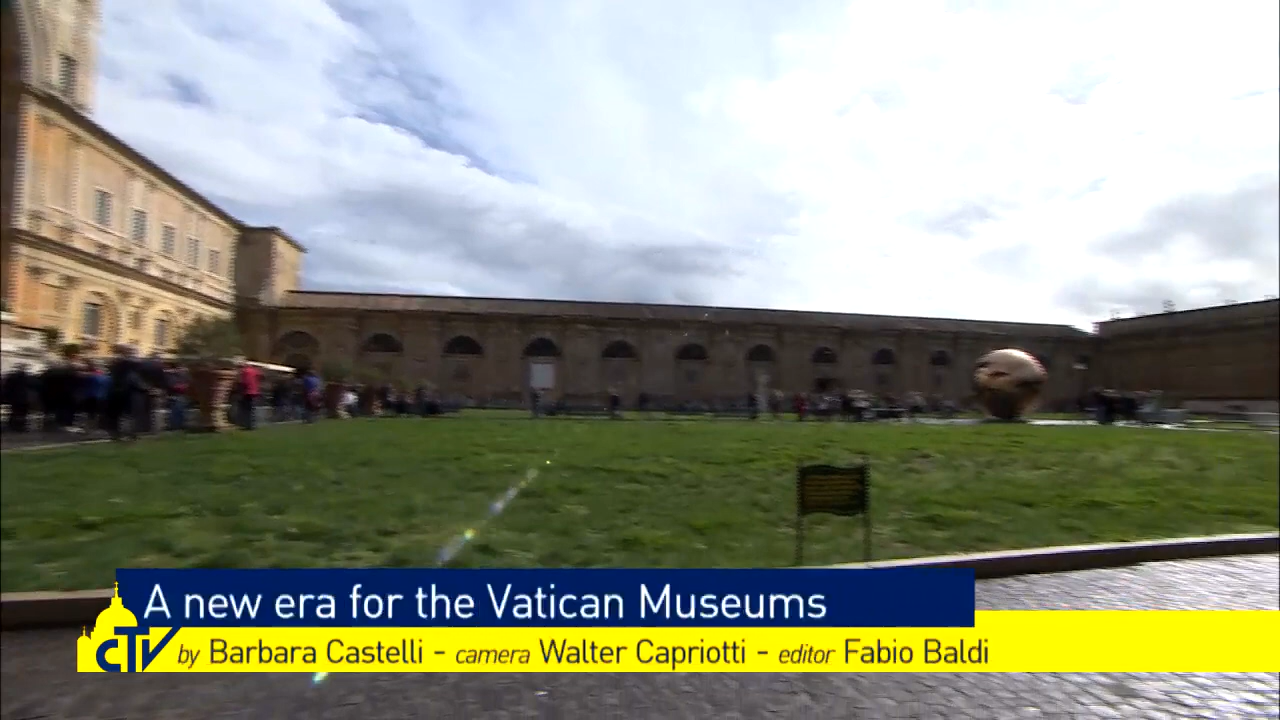 A new era for the Vatican Museums
CTV by Barbara Castelli - camera Walter Capriotti - editor Fabio Baldi